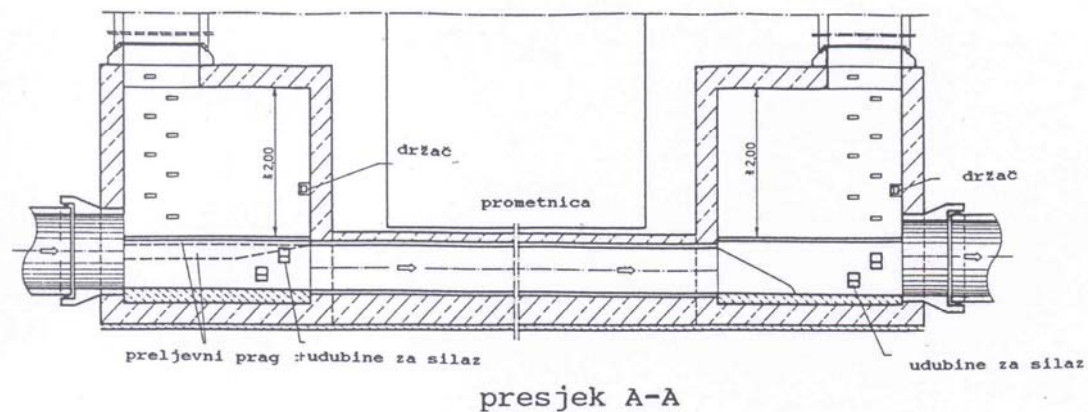 ≥2,00
≥2,00
držač
držač
prometnica
preljevni prag
udubine za silaz
udubine za silaz
presjek A-A